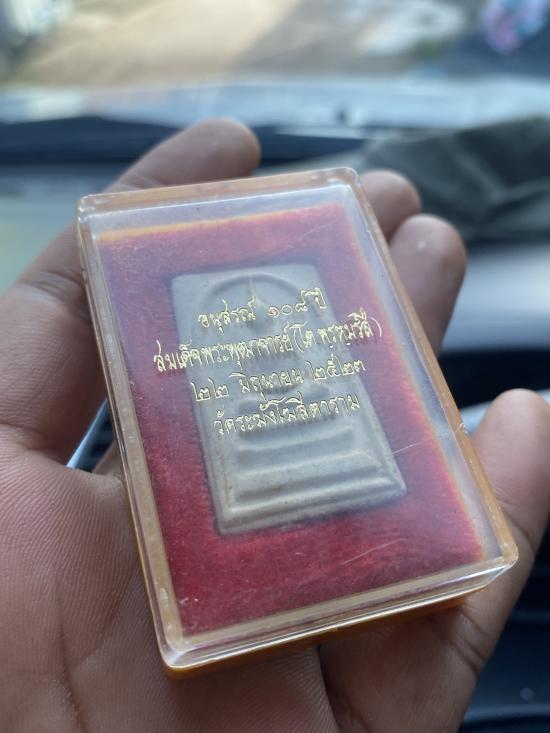 อนุสรณ์ ๑๐๘ ปี
สมเด็จพระพุฒาจารย์ (โต พรหมรังสี)
๒๒ มิถุนายน ๒๕๒๓
วัดระฆังโฆสิตาราม